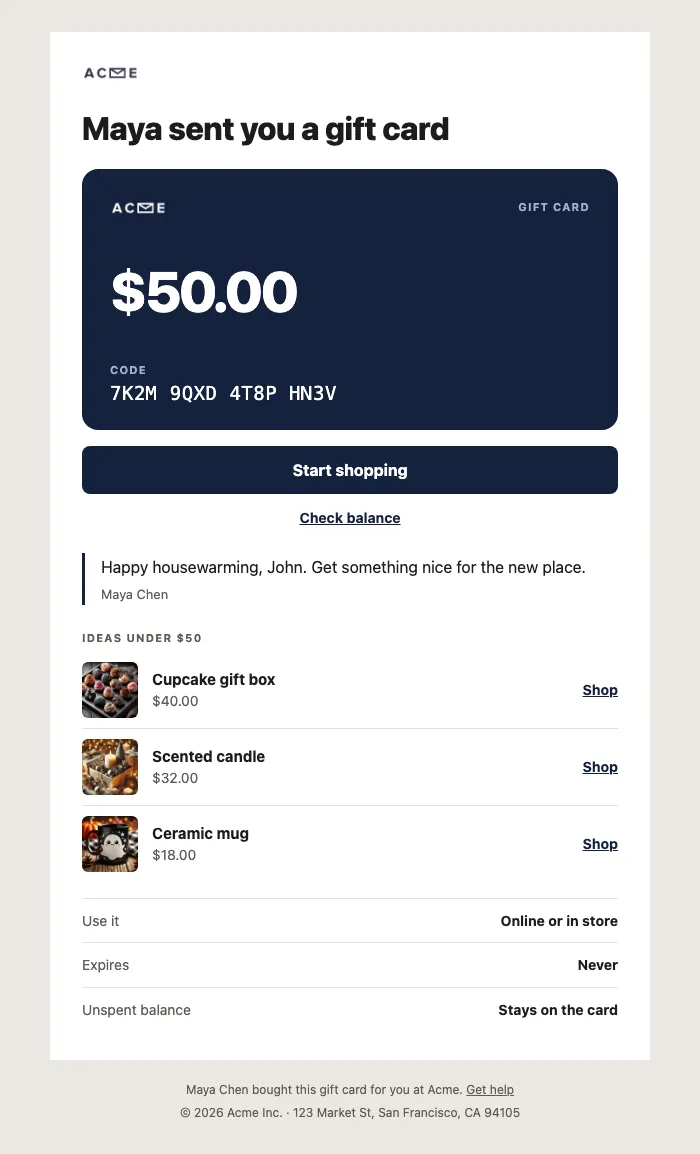 ACME
Maya sent you a gift card
ACME
GIFT CARD
$50.00
CODE
7K2M 9QXD 4T8P HN3V
Start shopping
Check balance
Happy housewarming, John. Get something nice for the new place.
Maya Chen
IDEAS UNDER $50
Cupcake gift box
$40.00
Shop
Scented candle
$32.00
Shop
Ceramic mug
$18.00
Shop
Use it Online or in store
Expires Never
Unspent balance Stays on the card
Maya Chen bought this gift card for you at Acme. Get help
© 2026 Acme Inc. · 123 Market St, San Francisco, CA 94105